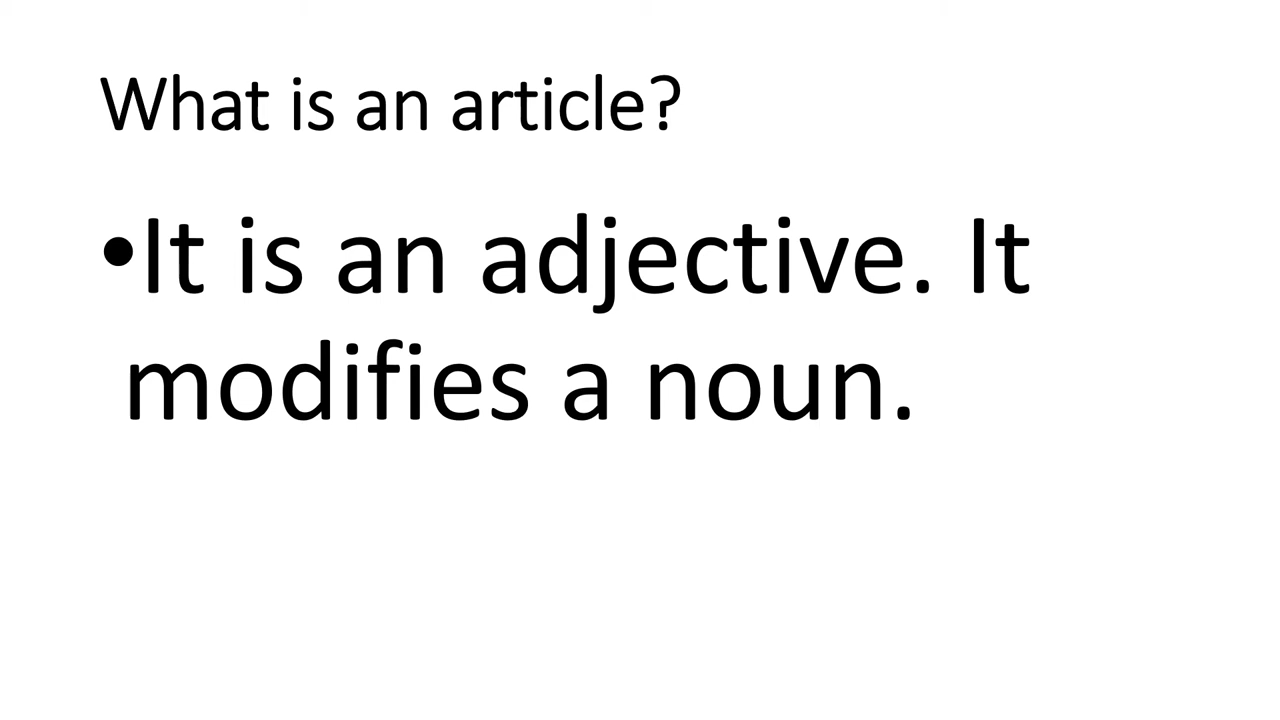 What is an article?
•It is an adjective. It
modifies a noun.